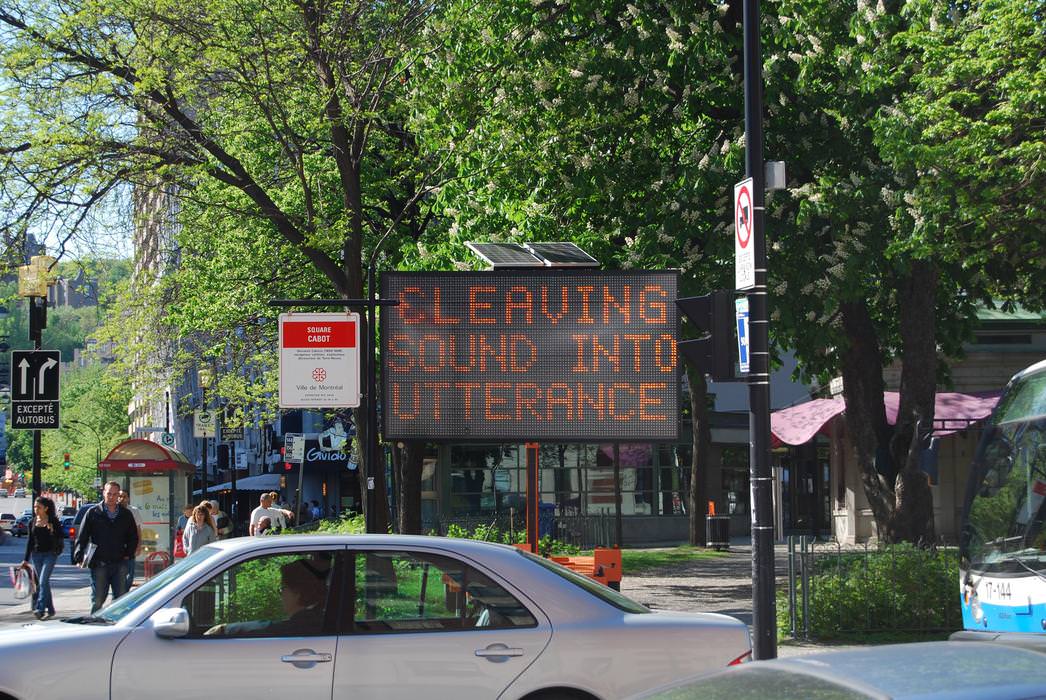 CLEAVING
SOUND INTO
UTTERANCE
SQUARE
CABOT
Ville de Montréal
EXCEPTÉ
AUTOBUS
Guido
17-144